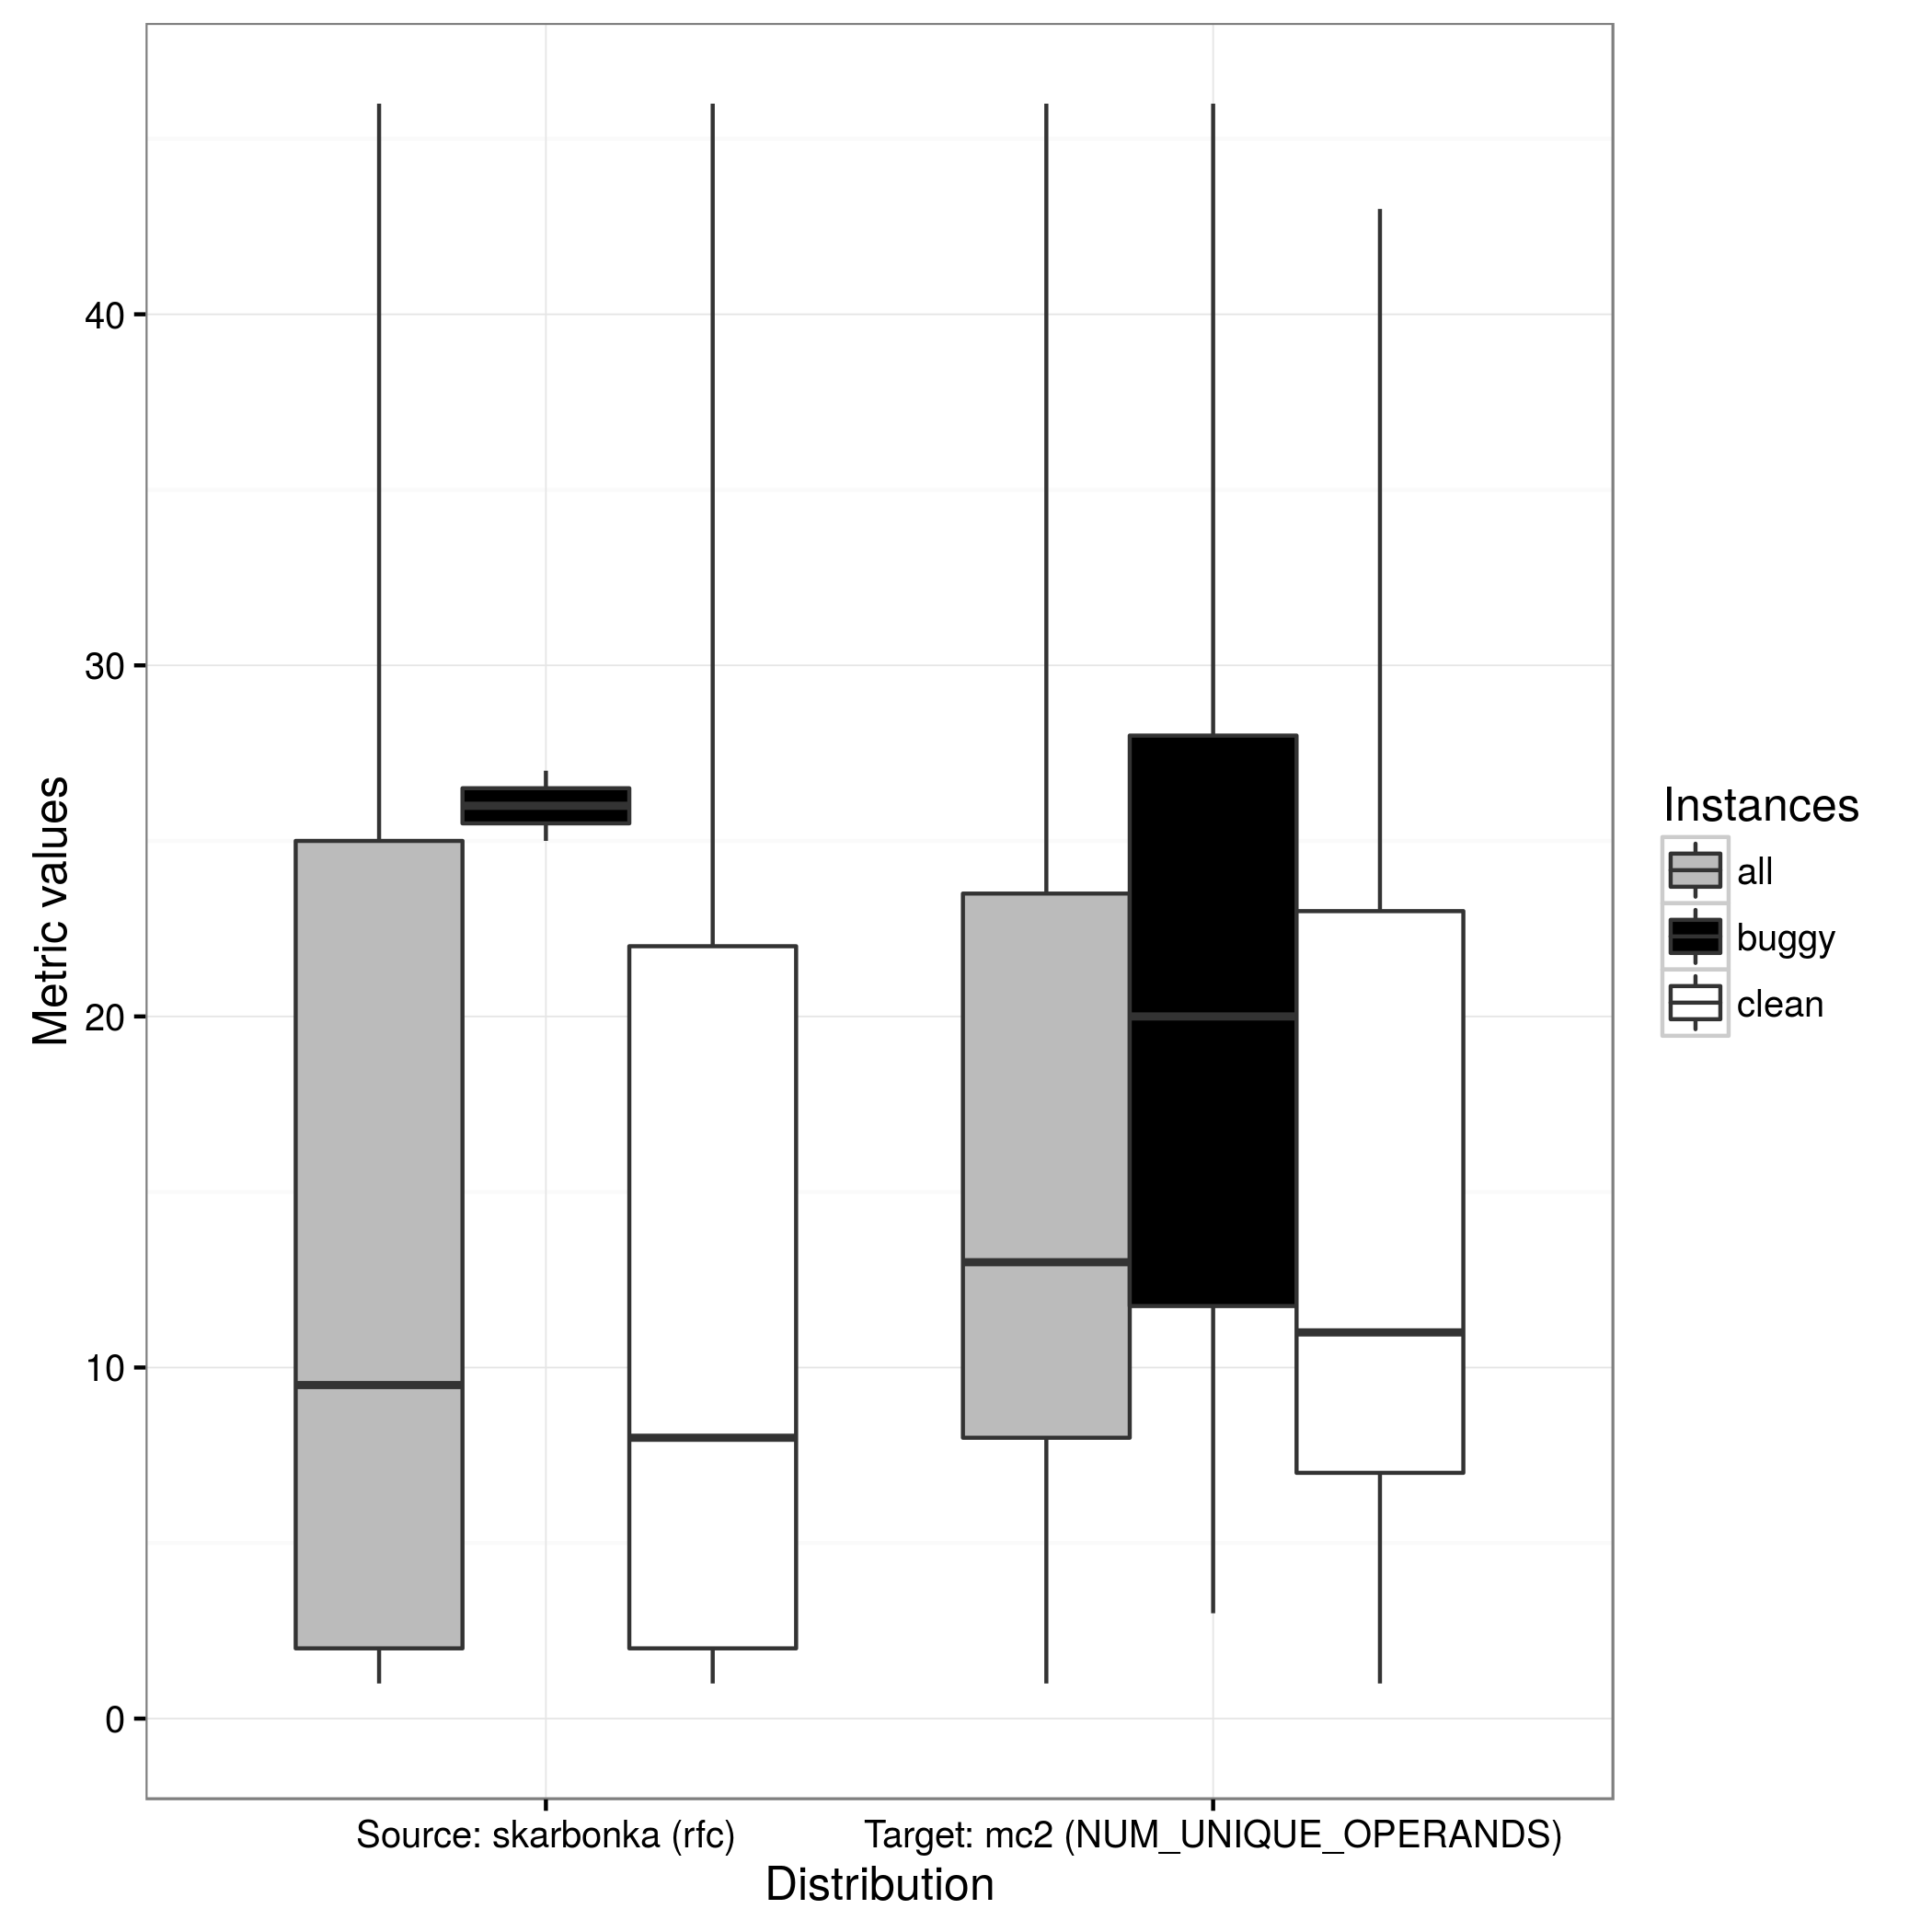 Metric values
40
30
20
10
0
Source: skarbonka (rfc)
Target: mc2 (NUM_UNIQUE_OPERANDS)
Distribution
Instances
all
buggy
clean